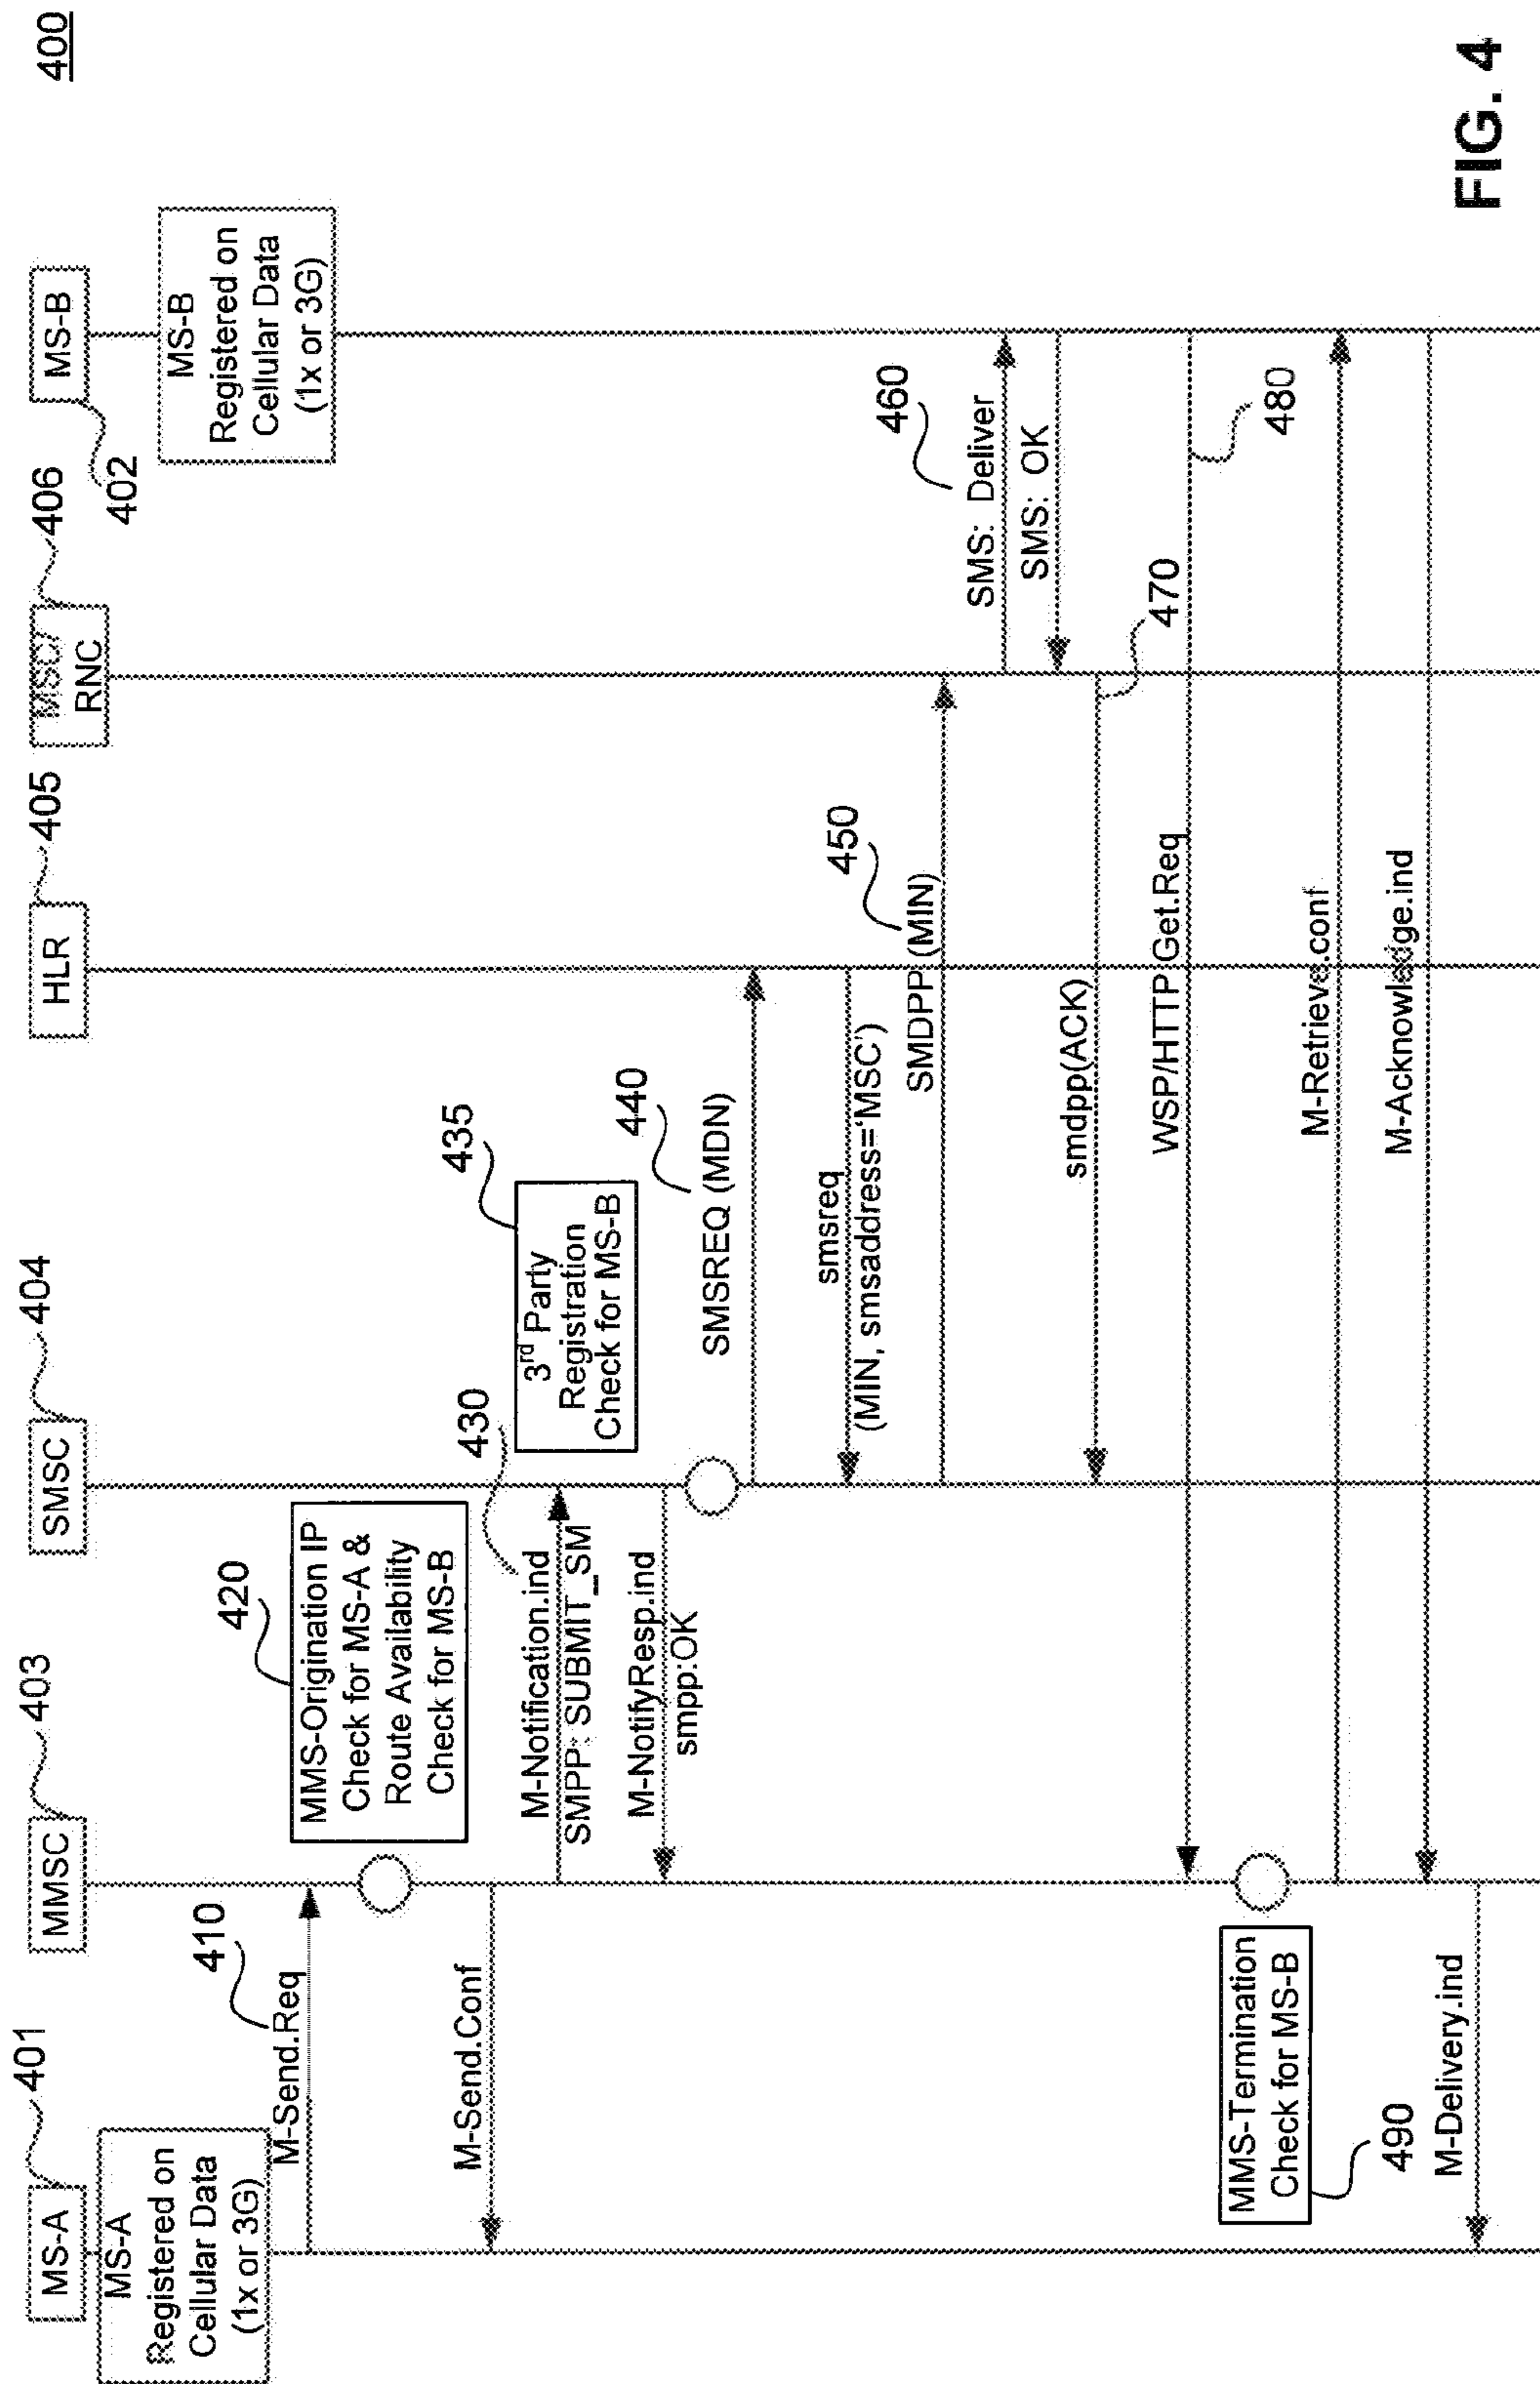 400
401
403
404
405
406
MS-A
MMSC
SMSC
HLR
MSC/
RNC
MS-B
402
MS-A
Registered on
Cellular Data
(1x or 3G)
MS-B
Registered on
Cellular Data
(1x or 3G)
410
M-Send.Req
420
MMS-Origination IP
Check for MS-A &
Route Availability
Check for MS-B
M-Send.Conf
430
M-Notification.ind
SMPP: SUBMIT_SM
435
3rd Party
Registration
Check for MS-B
M-NotifyResp.ind
smpp:OK
440
SMSREQ (MDN)
smsreq
(MIN, smsaddress='MSC')
450
SMDPP (MIN)
460
SMS: Deliver
SMS: OK
470
smdpp(ACK)
WSP/HTTP Get.Req
480
MMS-Termination
Check for MS-B
490
M-Retrieve.conf
M-Acknowledge.ind
M-Delivery.ind
FIG. 4